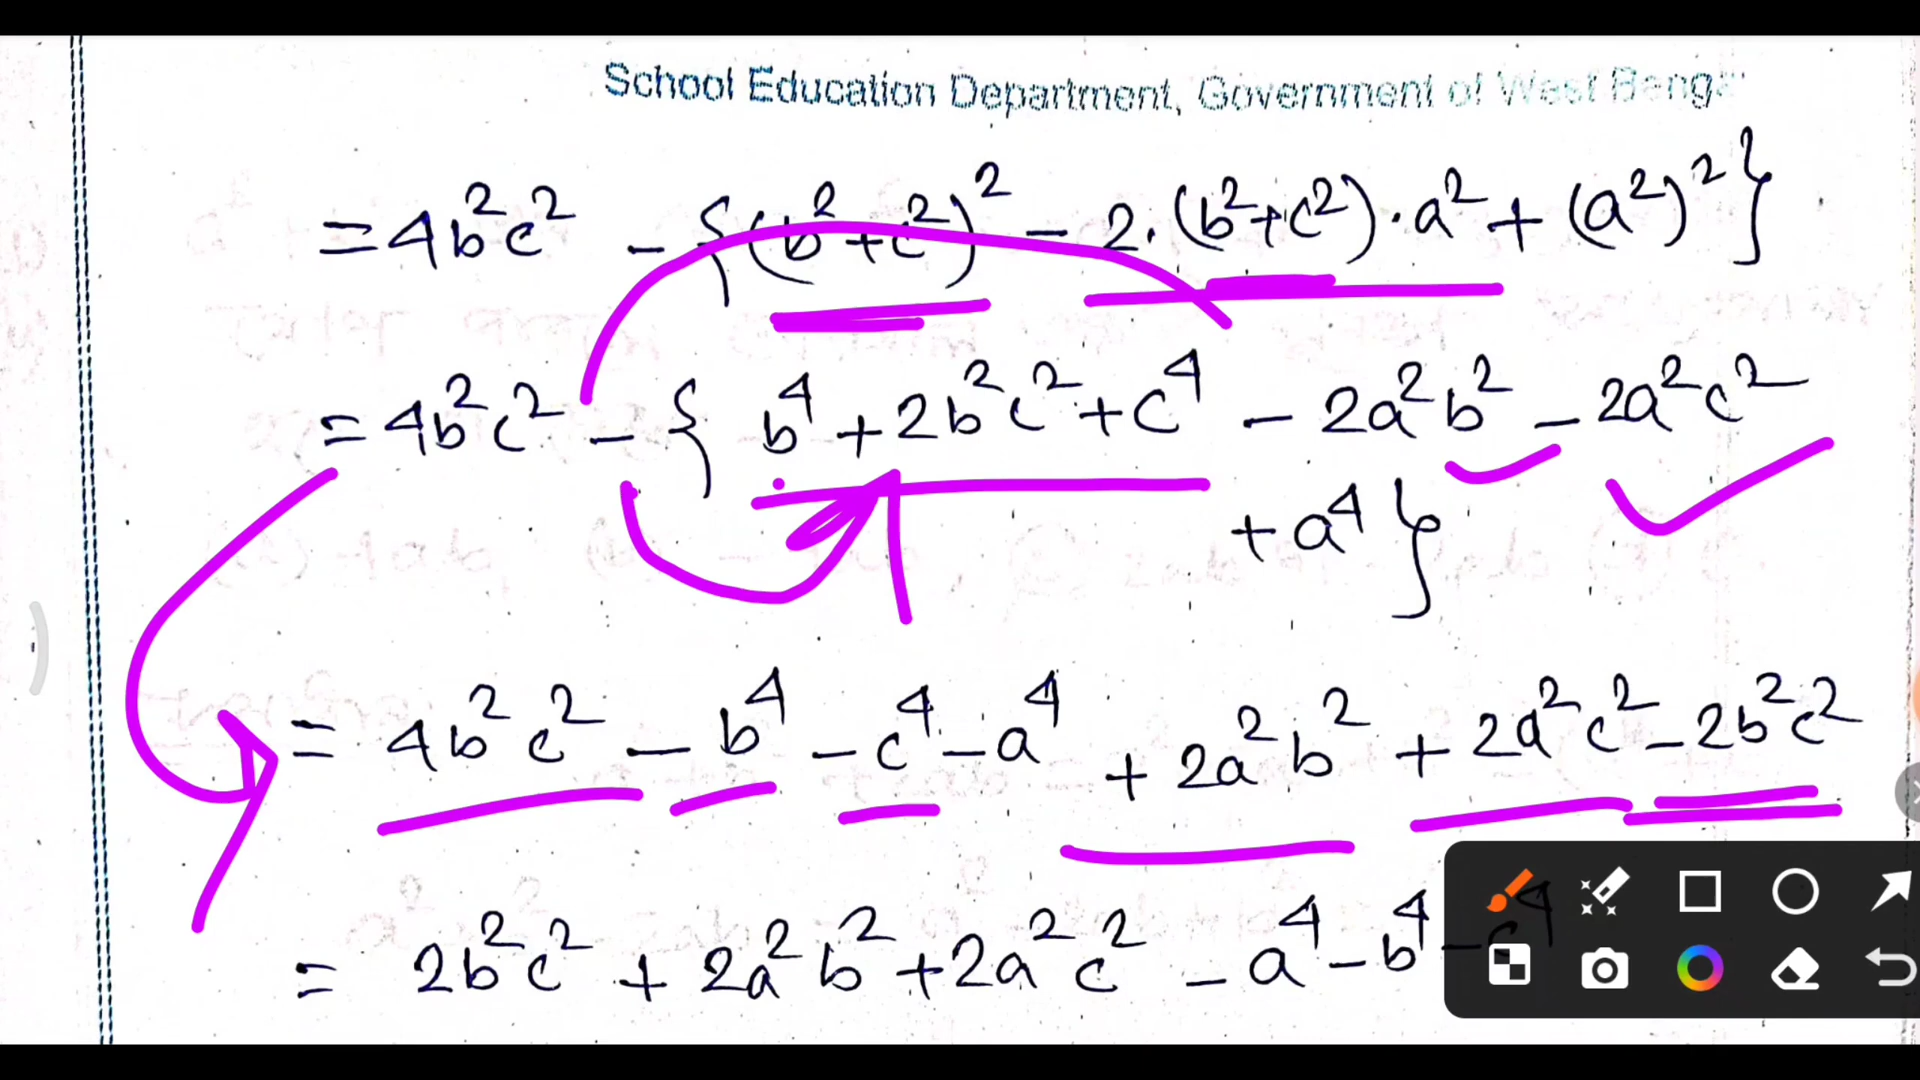 School Education Department, Government of West Beng
= 4b²c² - {(b²+c²)² - 2.(b²+c²)·a² + (a²)²}
= 4b²c² - { b⁴ + 2b²c² + c⁴ - 2a²b² - 2a²c²
+ a⁴ }
= 4b²c² - b⁴ - c⁴ - a⁴ + 2a²b² + 2a²c² - 2b²c²
= 2b²c² + 2a²b² + 2a²c² - a⁴ - b⁴ - c⁴